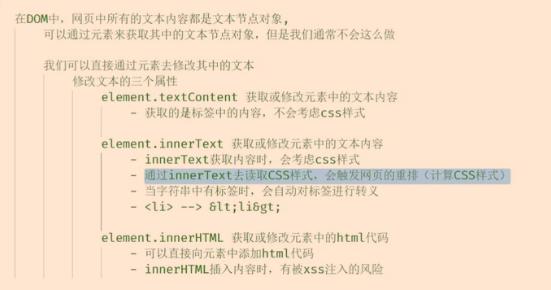 在DOM中，网页中所有的文本内容都是文本节点对象，
可以通过元素来获取其中的文本节点对象，但是我们通常不会这么做
我们可以直接通过元素去修改其中的文本
修改文本的三个属性
element.textContent 获取或修改元素中的文本内容
- 获取的是标签中的内容，不会考虑css样式
element.innerText 获取或修改元素中的文本内容
- innerText获取内容时，会考虑css样式
- 通过innerText去读取CSS样式，会触发网页的重排（计算CSS样式）
- 当字符串中有标签时，会自动对标签进行转义
- <li> --> &lt;li&gt;
element.innerHTML 获取或修改元素中的html代码
- 可以直接向元素中添加html代码
- innerHTML插入内容时，有被xss注入的风险